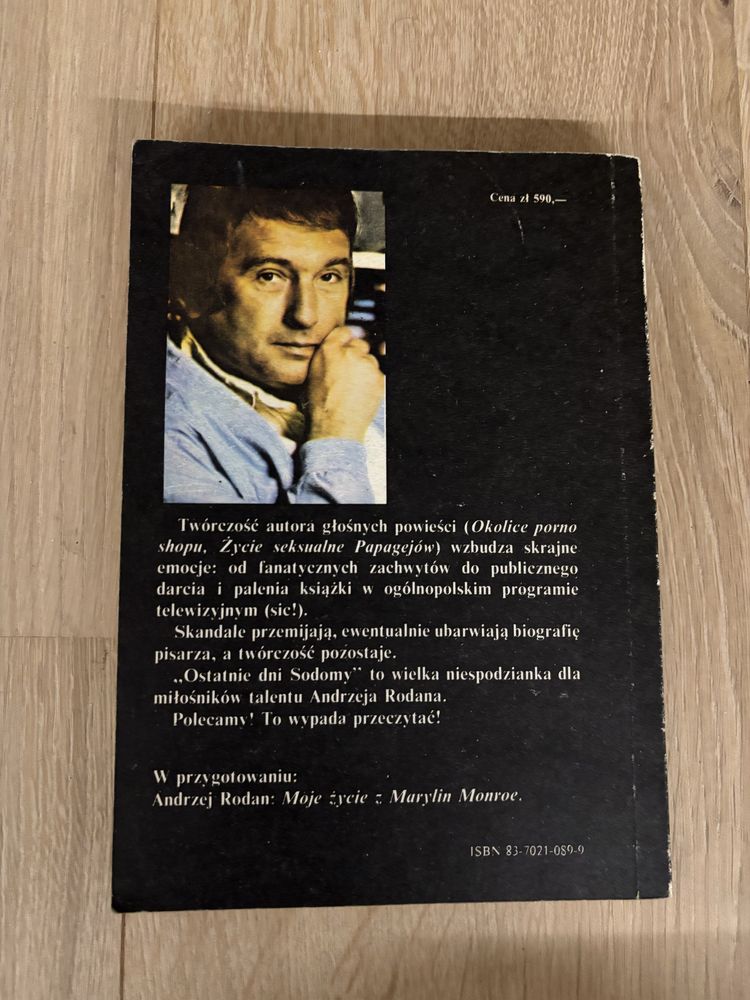 Cena zł 590,—
Twórczość autora głośnych powieści (Okolice porno
shopu, Życie seksualne Papagejów) wzbudza skrajne
emocje: od fanatycznych zachwytów do publicznego
darcia i palenia książki w ogólnopolskim programie
telewizyjnym (sic!).
Skandale przemijają, ewentualnie ubarwiają biografię
pisarza, a twórczość pozostaje.
„Ostatnie dni Sodomy" to wielka niespodzianka dla
miłośników talentu Andrzeja Rodana.
Polecamy! To wypada przeczytać!
W przygotowaniu:
Andrzej Rodan: Moje życie z Marylin Monroe.
ISBN 83-7021-089-9